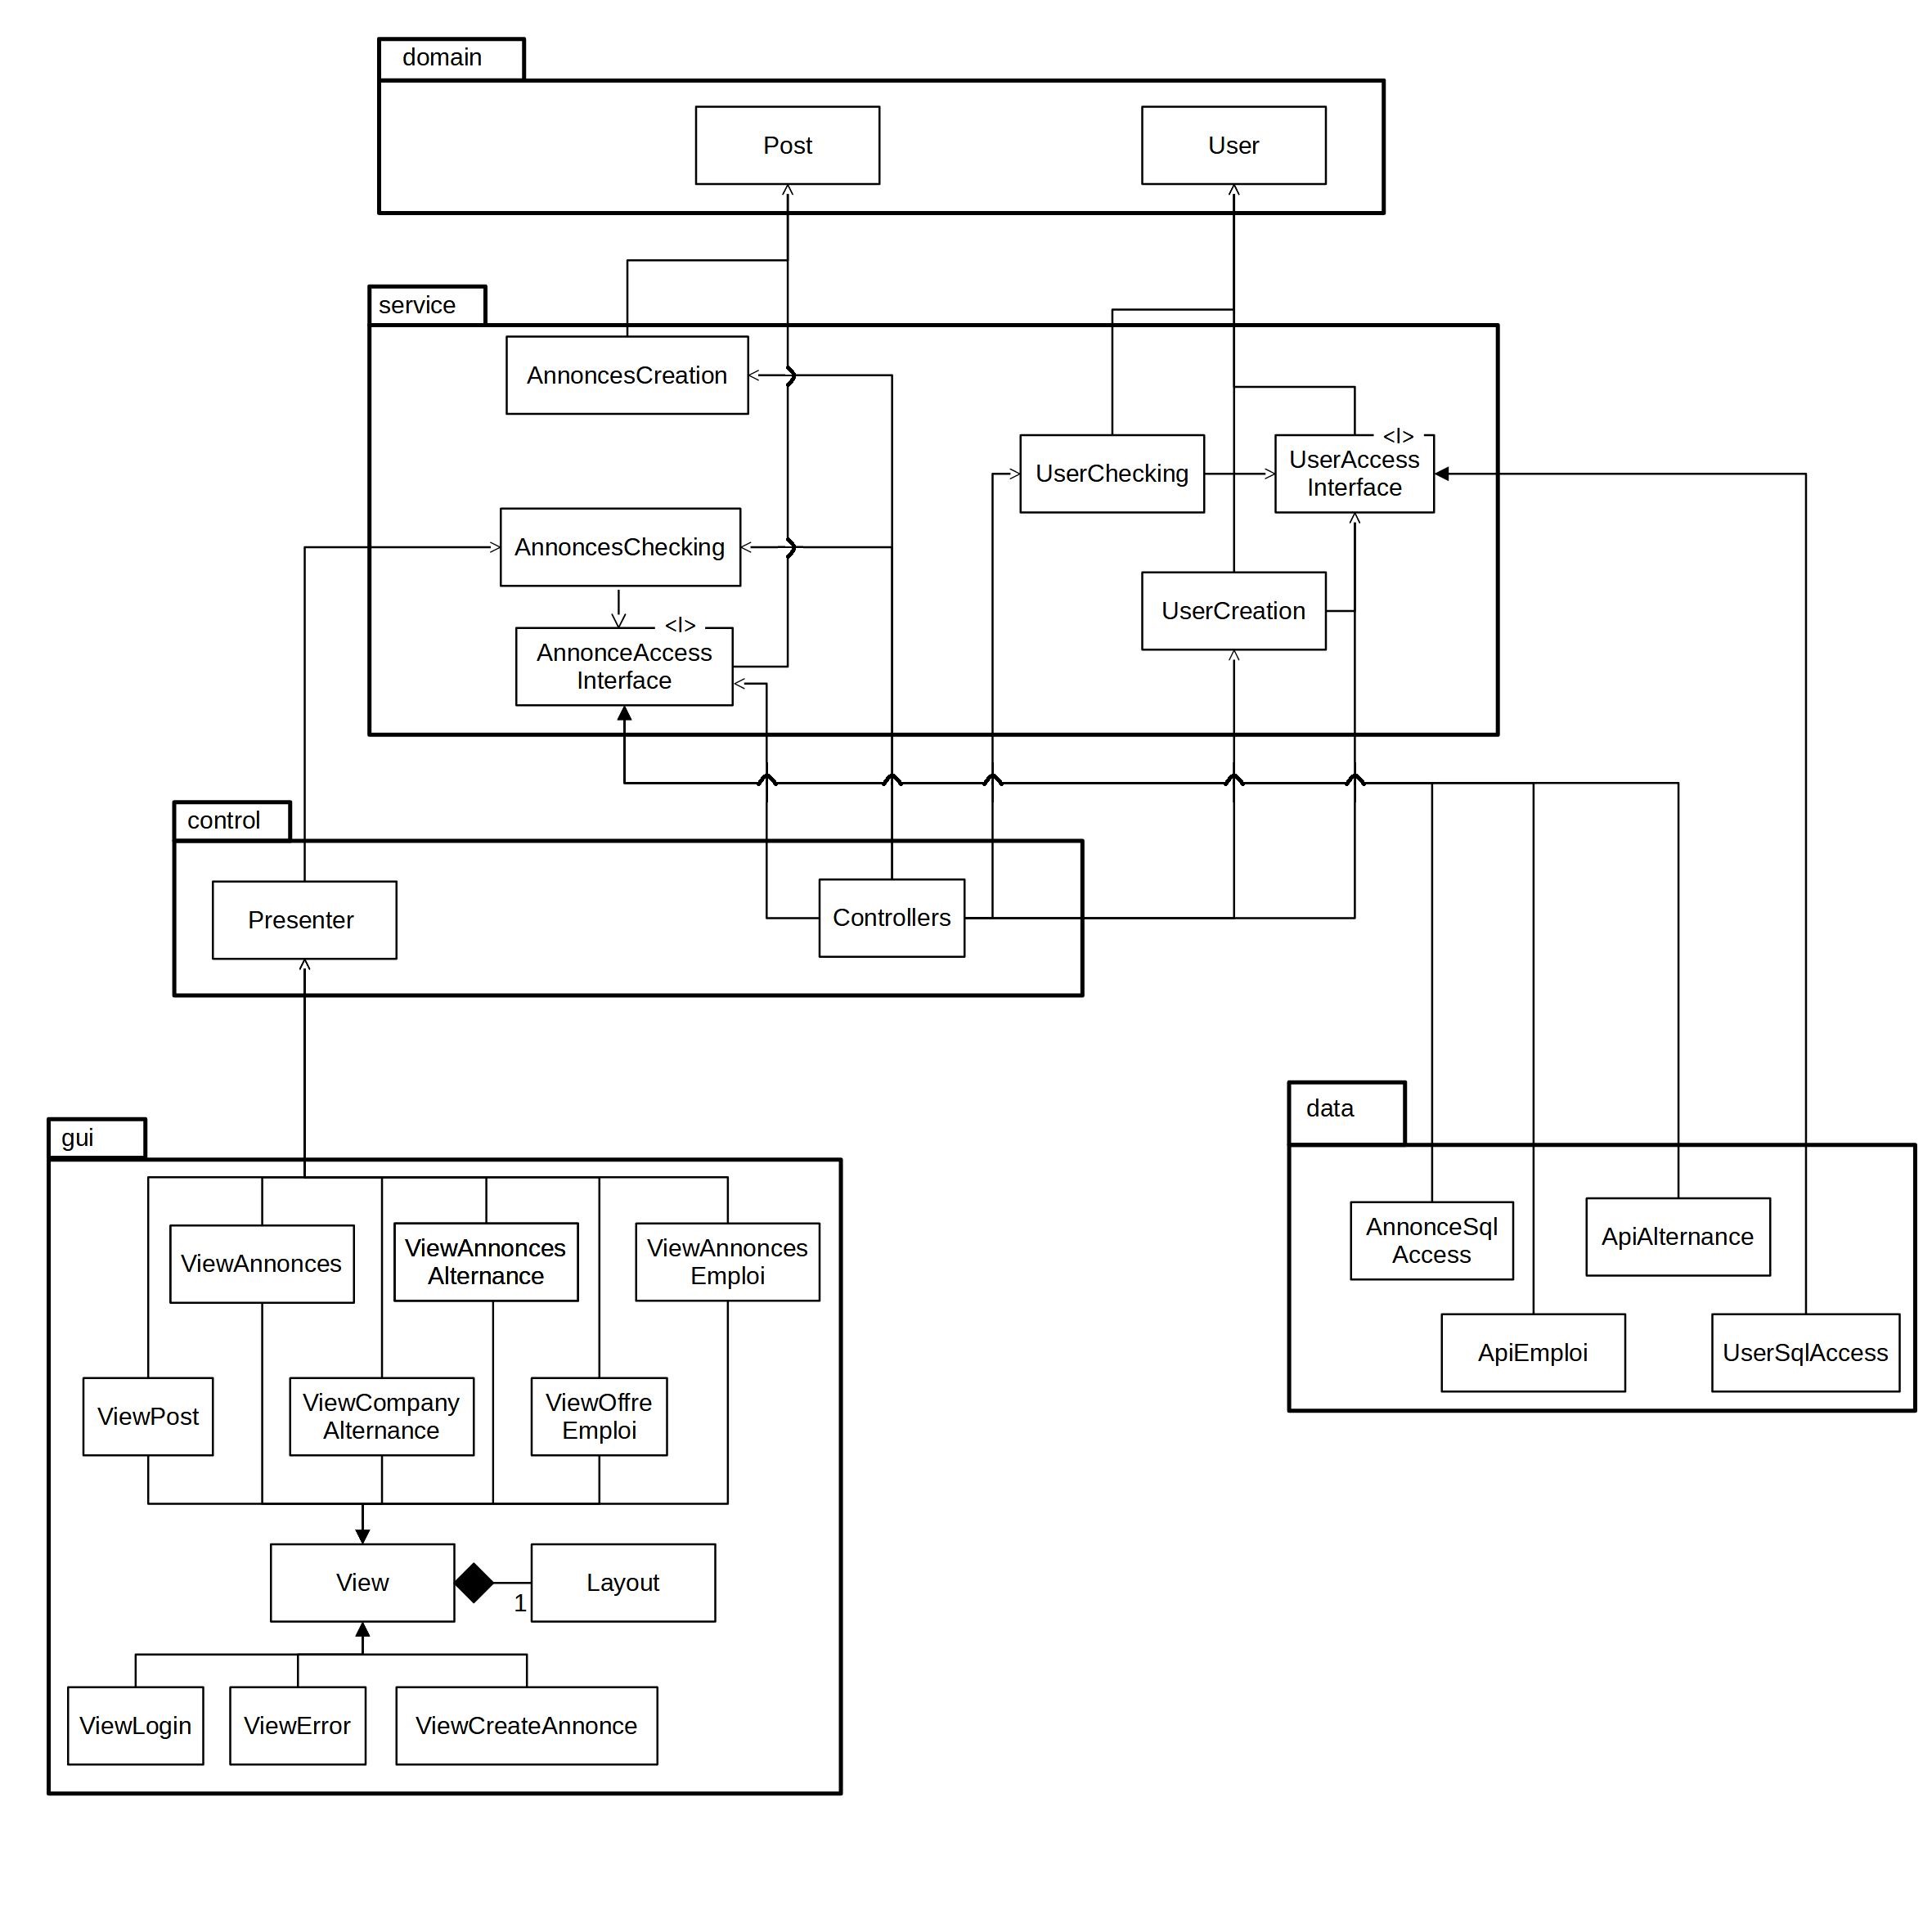 domain
Post
User
service
AnnoncesCreation
<I>
UserChecking
UserAccess
Interface
AnnoncesChecking
UserCreation
<I>
AnnonceAccess
Interface
control
Presenter
Controllers
data
gui
AnnonceSql
Access
ApiAlternance
ViewAnnonces
ViewAnnonces
Alternance
ViewAnnonces
Emploi
ApiEmploi
UserSqlAccess
ViewPost
ViewCompany
Alternance
ViewOffre
Emploi
View
1
Layout
ViewLogin
ViewError
ViewCreateAnnonce